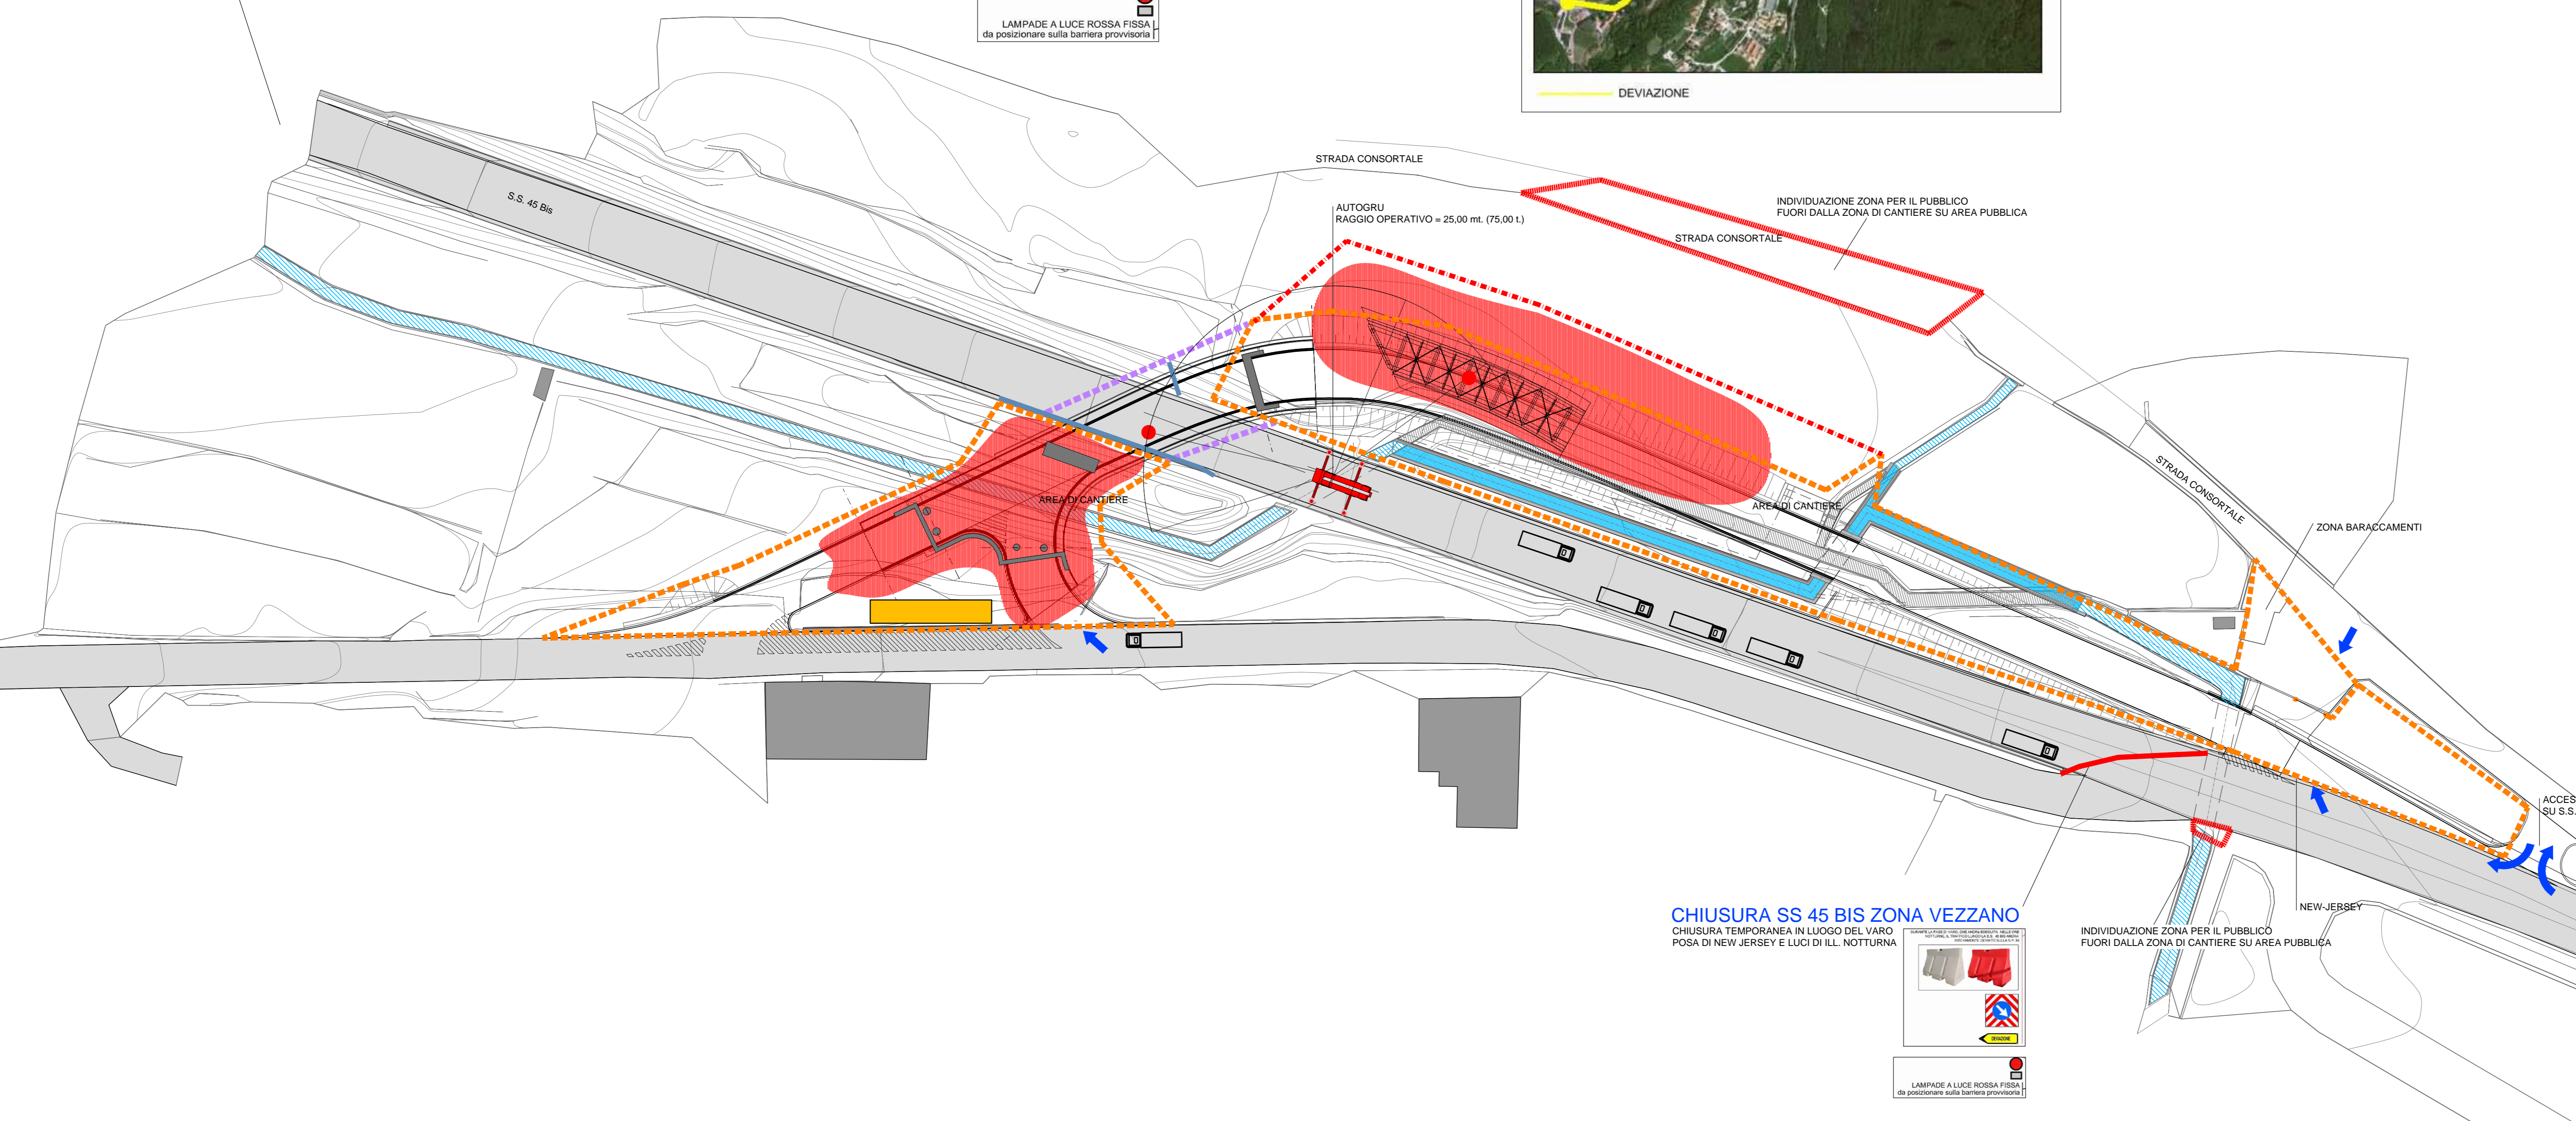 LAMPADE A LUCE ROSSA FISSA
da posizionare sulla barriera provvisoria
DEVIAZIONE
STRADA CONSORTALE
S.S. 45 Bis
AUTOGRU
RAGGIO OPERATIVO = 25,00 mt. (75,00 t.)
INDIVIDUAZIONE ZONA PER IL PUBBLICO
FUORI DALLA ZONA DI CANTIERE SU AREA PUBBLICA
STRADA CONSORTALE
AREA DI CANTIERE
AREA DI CANTIERE
STRADA CONSORTALE
ZONA BARACCAMENTI
ACCES
SU S.S.
NEW-JERSEY
CHIUSURA SS 45 BIS ZONA VEZZANO
CHIUSURA TEMPORANEA IN LUOGO DEL VARO
POSA DI NEW JERSEY E LUCI DI ILL. NOTTURNA
INDIVIDUAZIONE ZONA PER IL PUBBLICO
FUORI DALLA ZONA DI CANTIERE SU AREA PUBBLICA
DEVIAZIONE
LAMPADE A LUCE ROSSA FISSA
da posizionare sulla barriera provvisoria